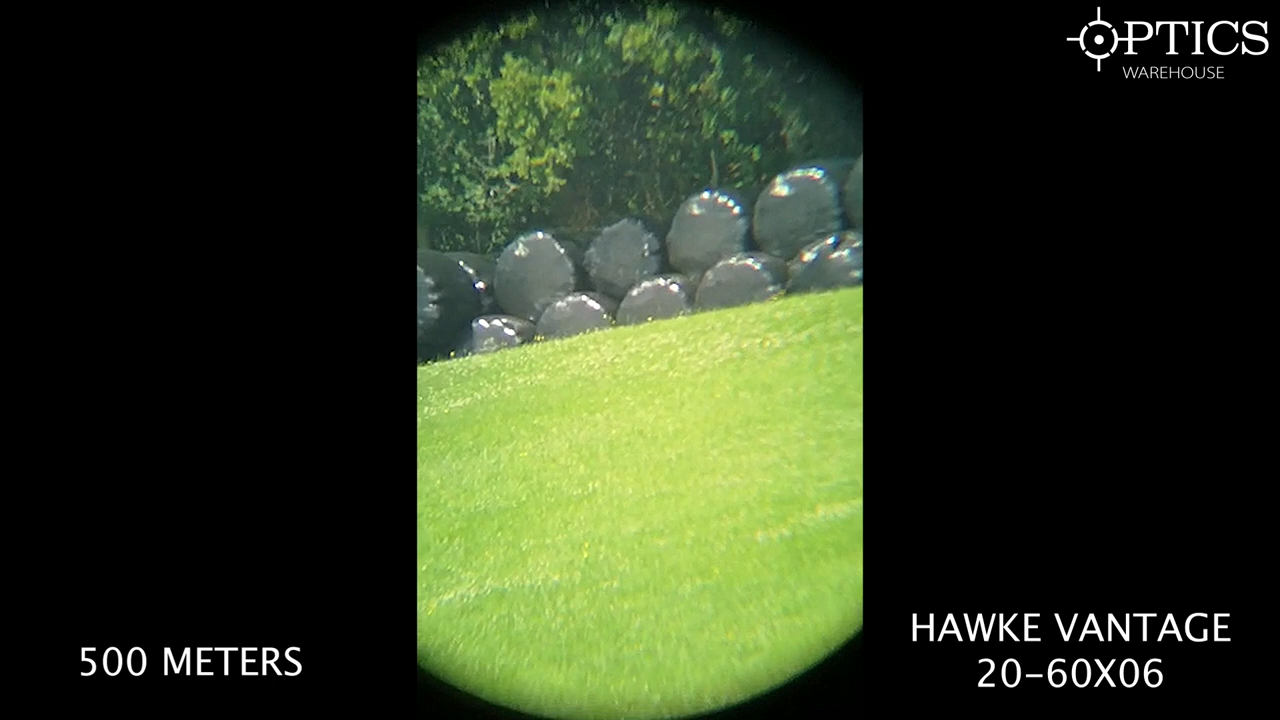 OPTICS
WAREHOUSE
500 METERS
HAWKE VANTAGE
20-60X06